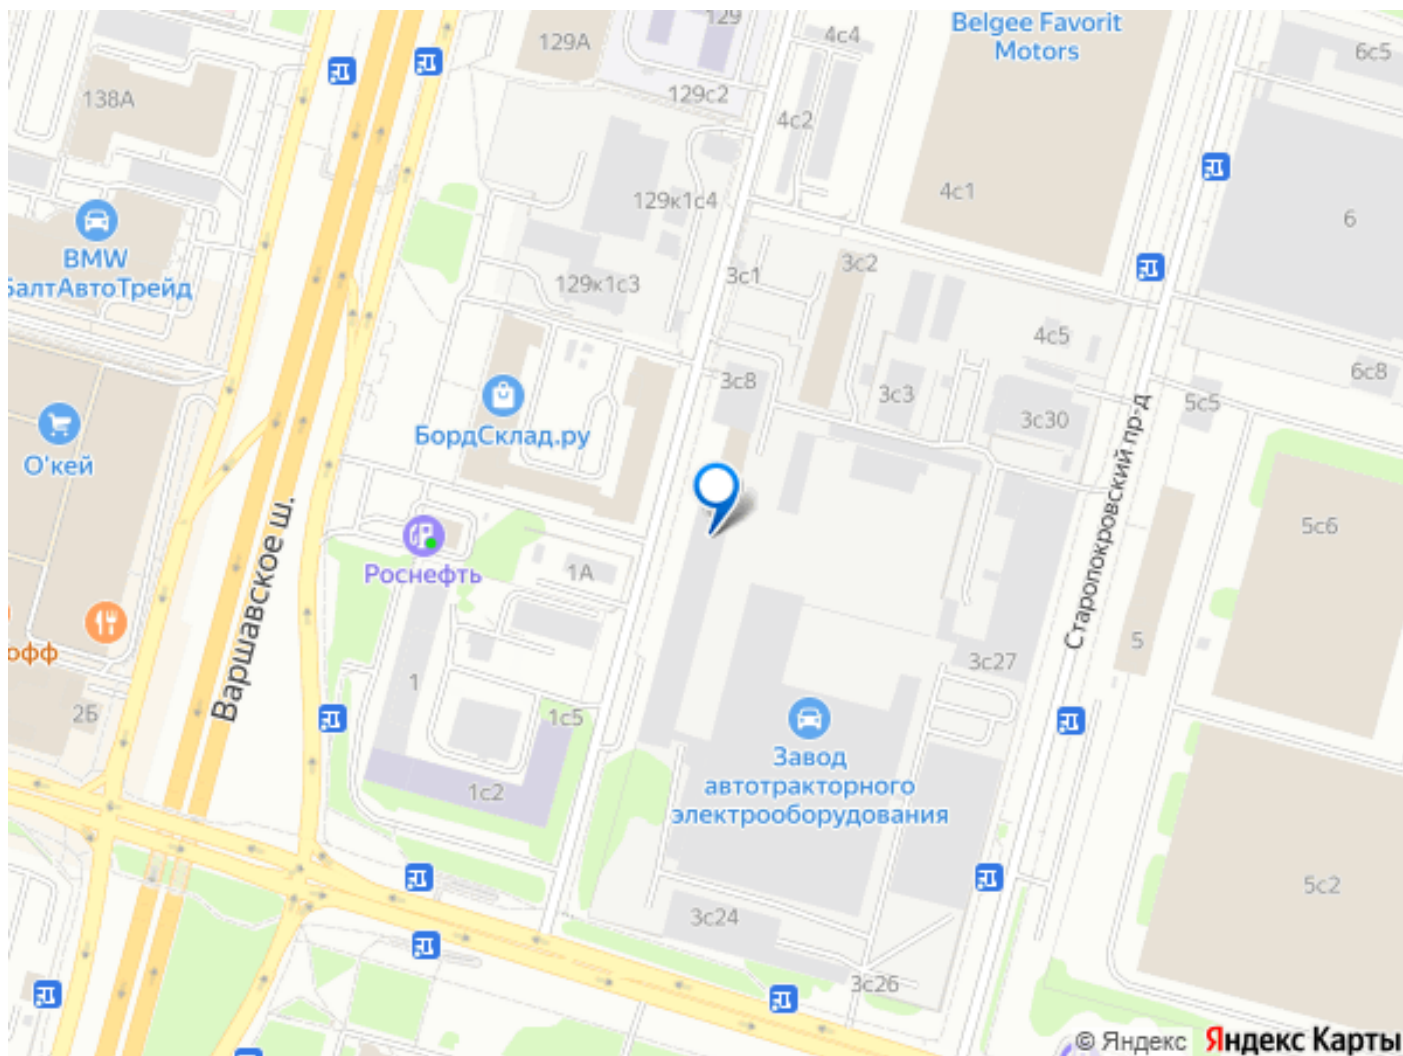 129
129А
4с4
Belgee Favorit
Motors
6с5
138А
129с2
4с2
4с1
129к1с4
6
BMW
БалтАвтоТрейд
129к1с3
3с1
3с2
4с5
6с8
3с8
3с3
5с5
3с30
БордСклад.ру
О'кей
Варшавское ш.
Старопокровский пр-д
5с6
Роснефть
1А
офф
5
3с27
1
2Б
1с5
Завод
автотракторного
электрооборудования
1с2
5с2
3с24
3с26
© Яндекс Яндекс Карты